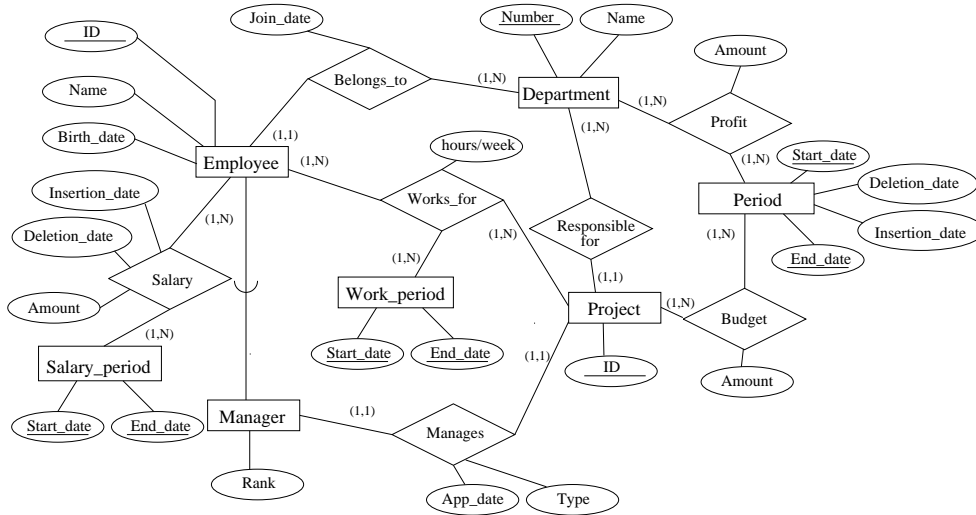 Join_date
Number
Name
ID
Amount
Belongs_to
(1,N)
Department
Name
(1,N)
Profit
Birth_date
(1,1)
(1,N)
hours/week
Employee
(1,N)
(1,N)
Start_date
Insertion_date
Deletion_date
Works_for
Period
Responsible
for
(1,N)
(1,N)
Insertion_date
Deletion_date
(1,N)
End_date
Salary
(1,N)
Work_period
(1,1)
Amount
Project
(1,N)
Budget
(1,N)
Start_date
End_date
(1,1)
Salary_period
ID
Amount
Start_date
End_date
Manager
(1,1)
Manages
Rank
App_date
Type